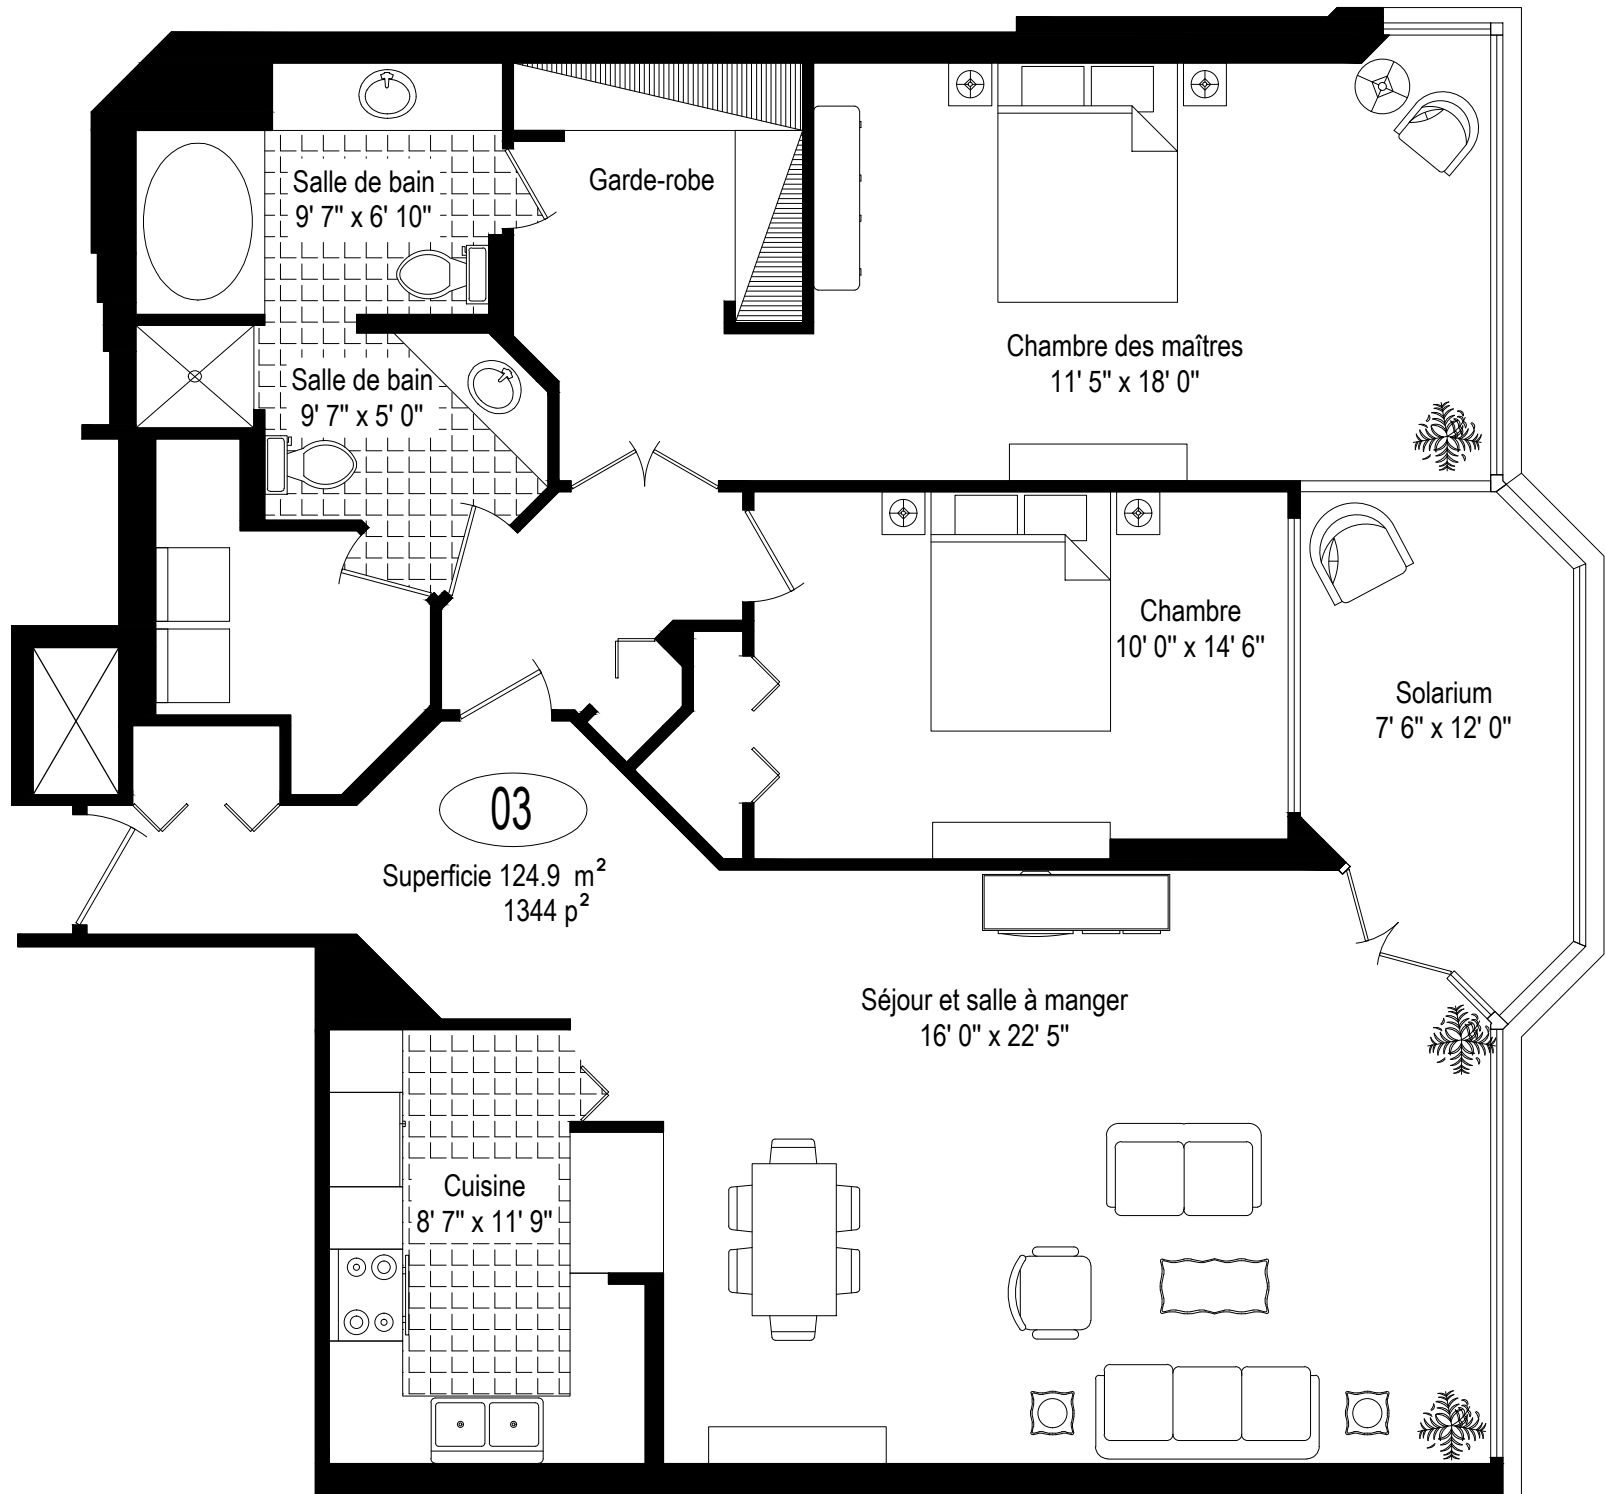 Salle de bain
9' 7" x 6' 10"
Garde-robe
Chambre des maîtres
11' 5" x 18' 0"
Salle de bain
9' 7" x 5' 0"
Chambre
10' 0" x 14' 6"
Solarium
7' 6" x 12' 0"
03
Superficie 124.9 m²
1344 p²
Séjour et salle à manger
16' 0" x 22' 5"
Cuisine
8' 7" x 11' 9"